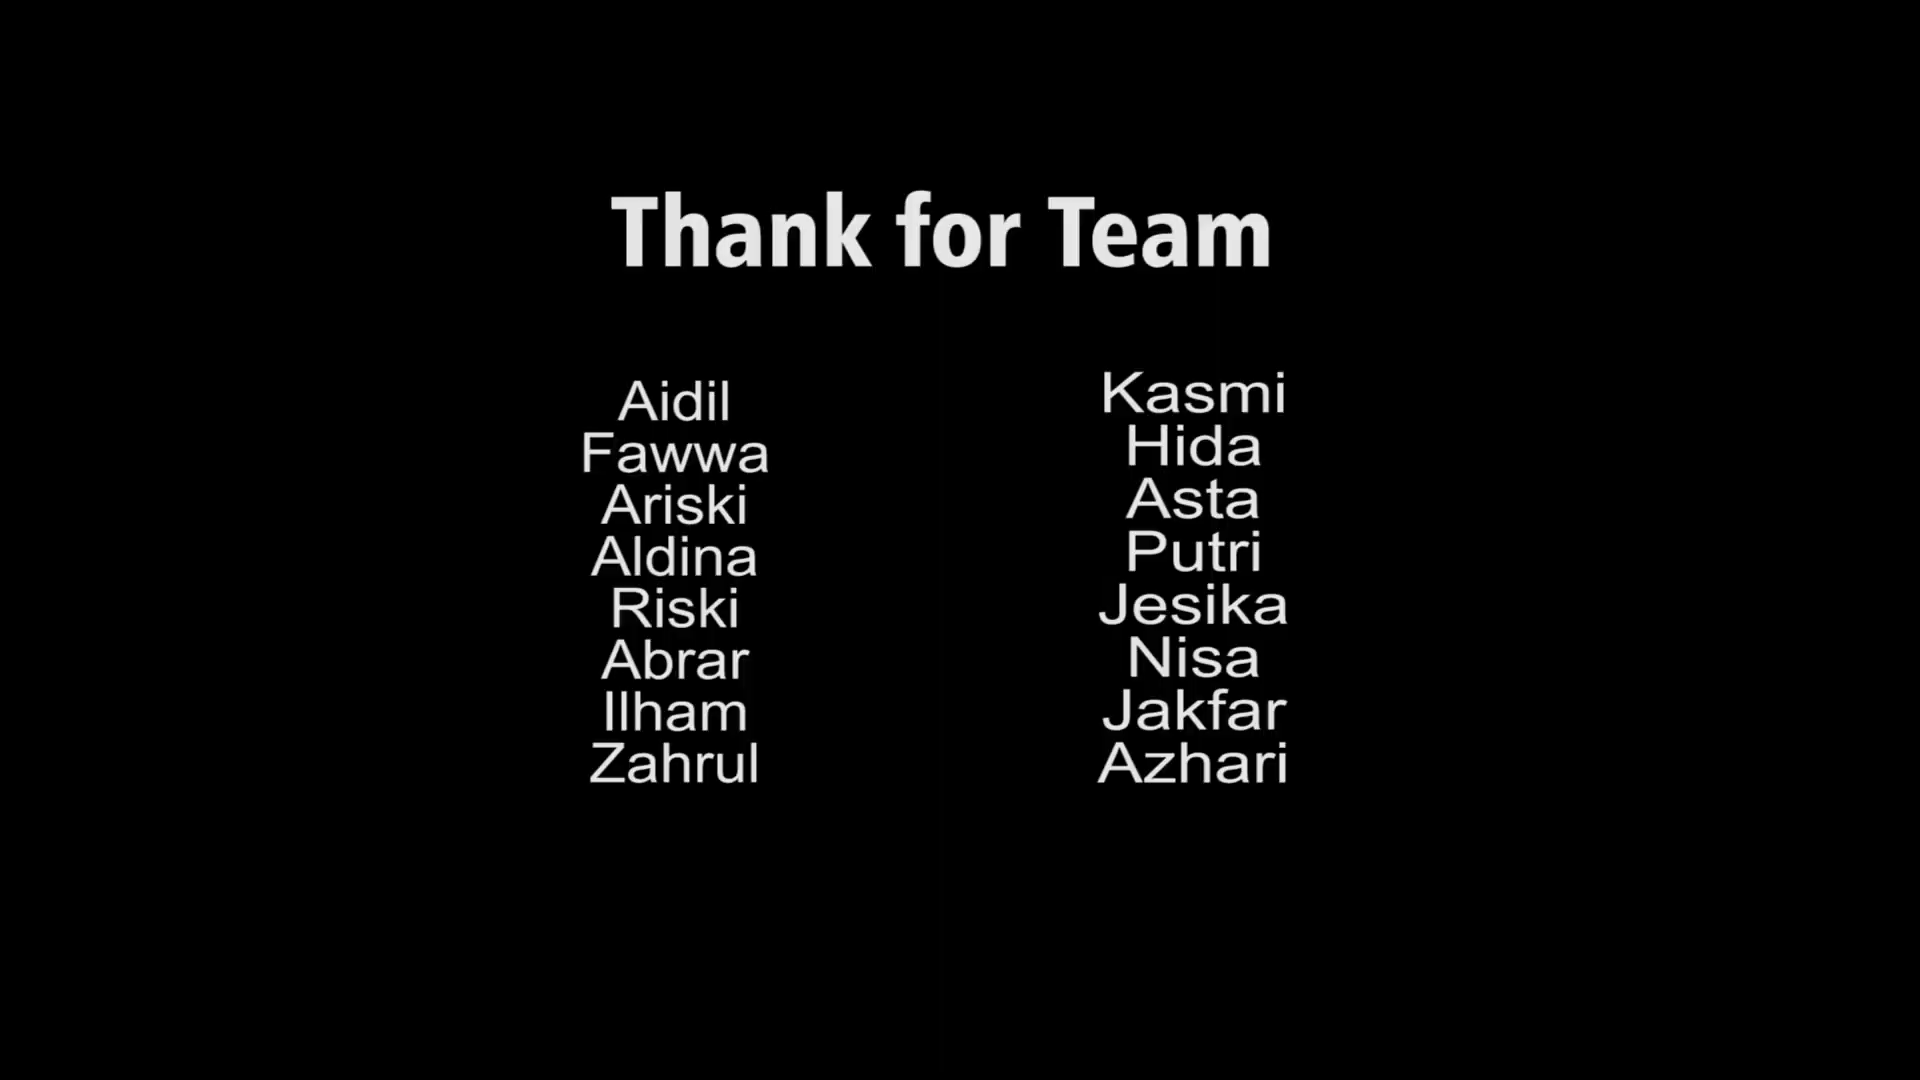 Thank for Team
Aidil
Fawwa
Ariski
Aldina
Riski
Abrar
Ilham
Zahrul
Kasmi
Hida
Asta
Putri
Jesika
Nisa
Jakfar
Azhari